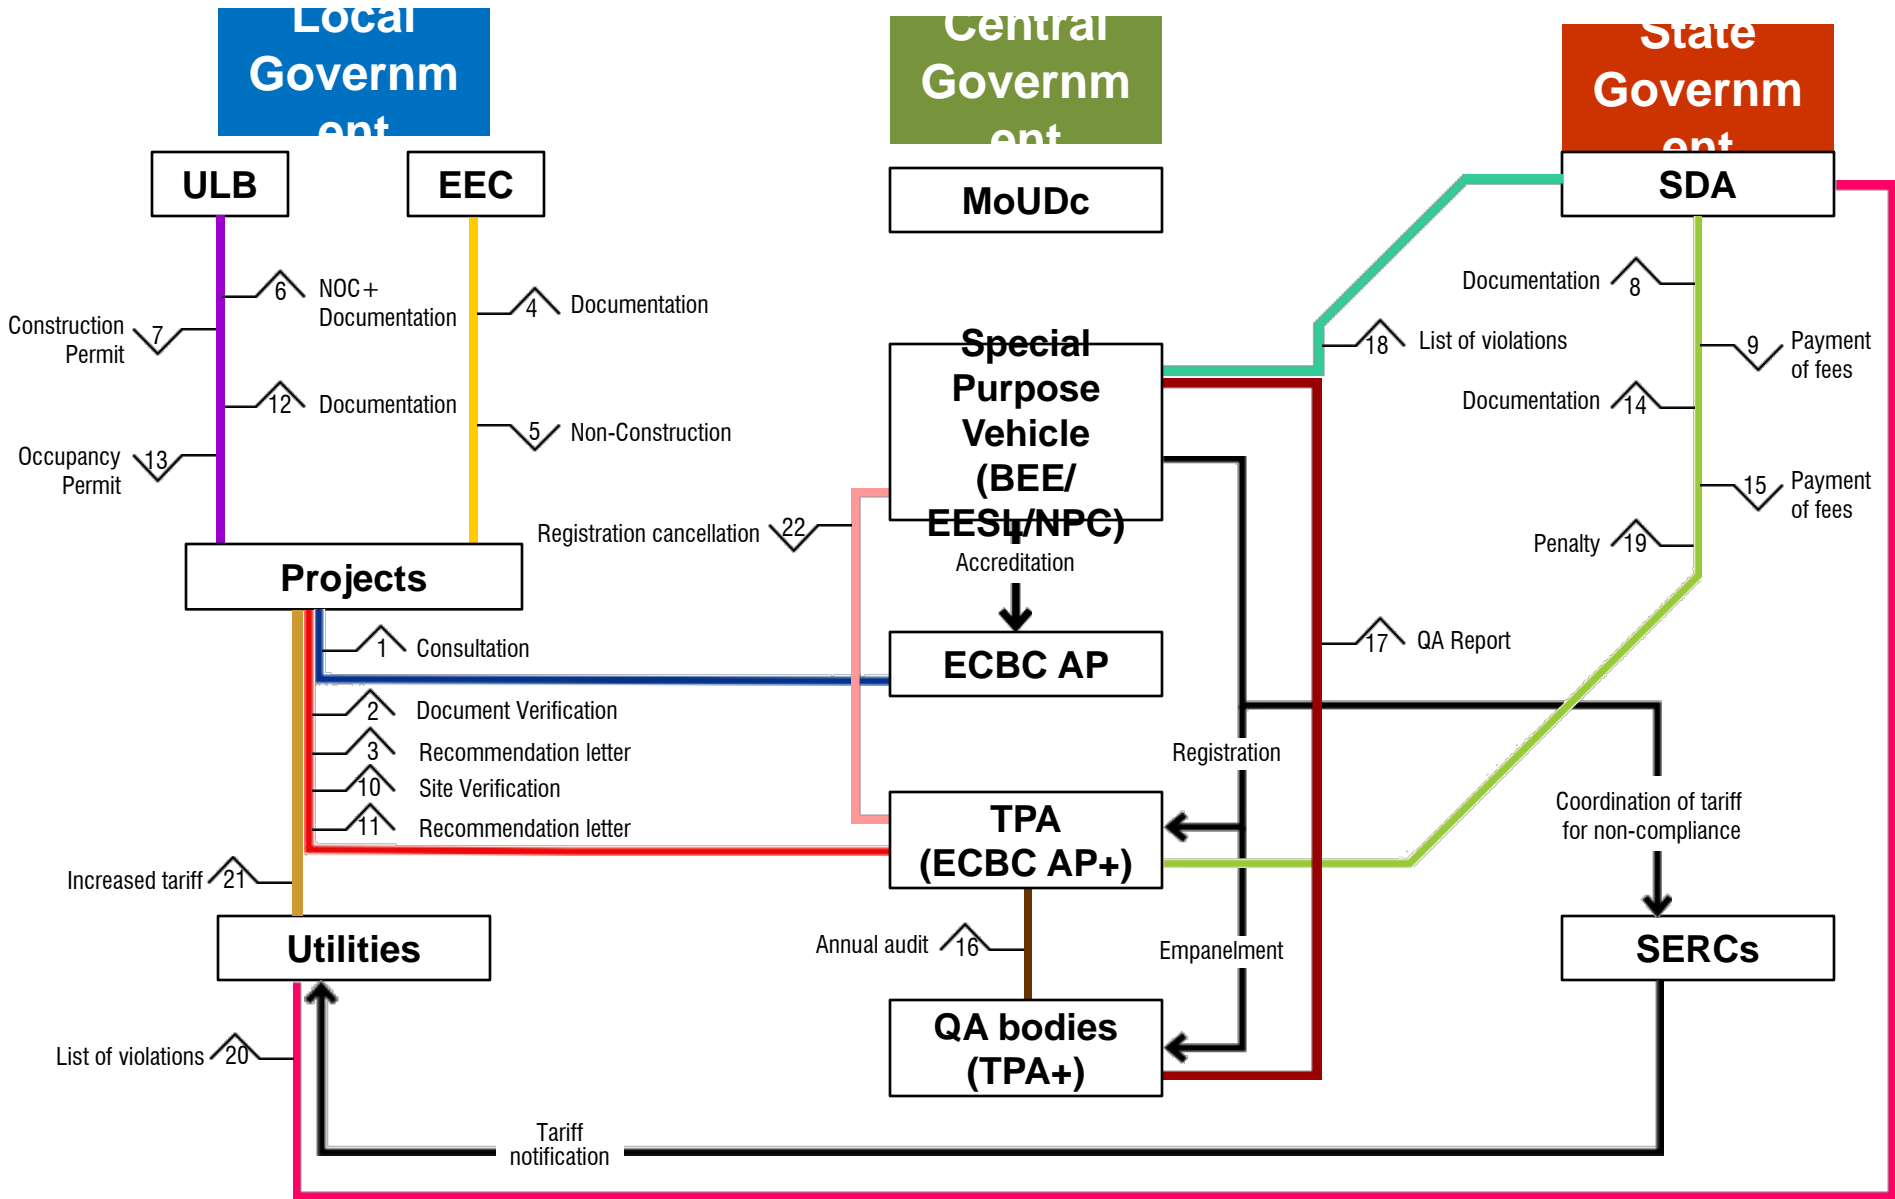 Local
Governm
ent
Central
Governm
ent
State
Governm
ent
ULB
EEC
MoUDc
SDA
6
NOC+
Documentation
7
Construction
Permit
12
Documentation
13
Occupancy
Permit
4
Documentation
5
Non-Construction
Special
Purpose
Vehicle
(BEE/
EESL/NPC)
18
List of violations
8
Documentation
9
Payment
of fees
14
Documentation
15
Payment
of fees
19
Penalty
Registration cancellation
22
Accreditation
Projects
1
Consultation
ECBC AP
17
QA Report
2
Document Verification
3
Recommendation letter
10
Site Verification
11
Recommendation letter
Registration
TPA
(ECBC AP+)
Coordination of tariff
for non-compliance
Increased tariff
21
Utilities
Annual audit
16
Empanelment
SERCs
QA bodies
(TPA+)
List of violations
20
Tariff
notification